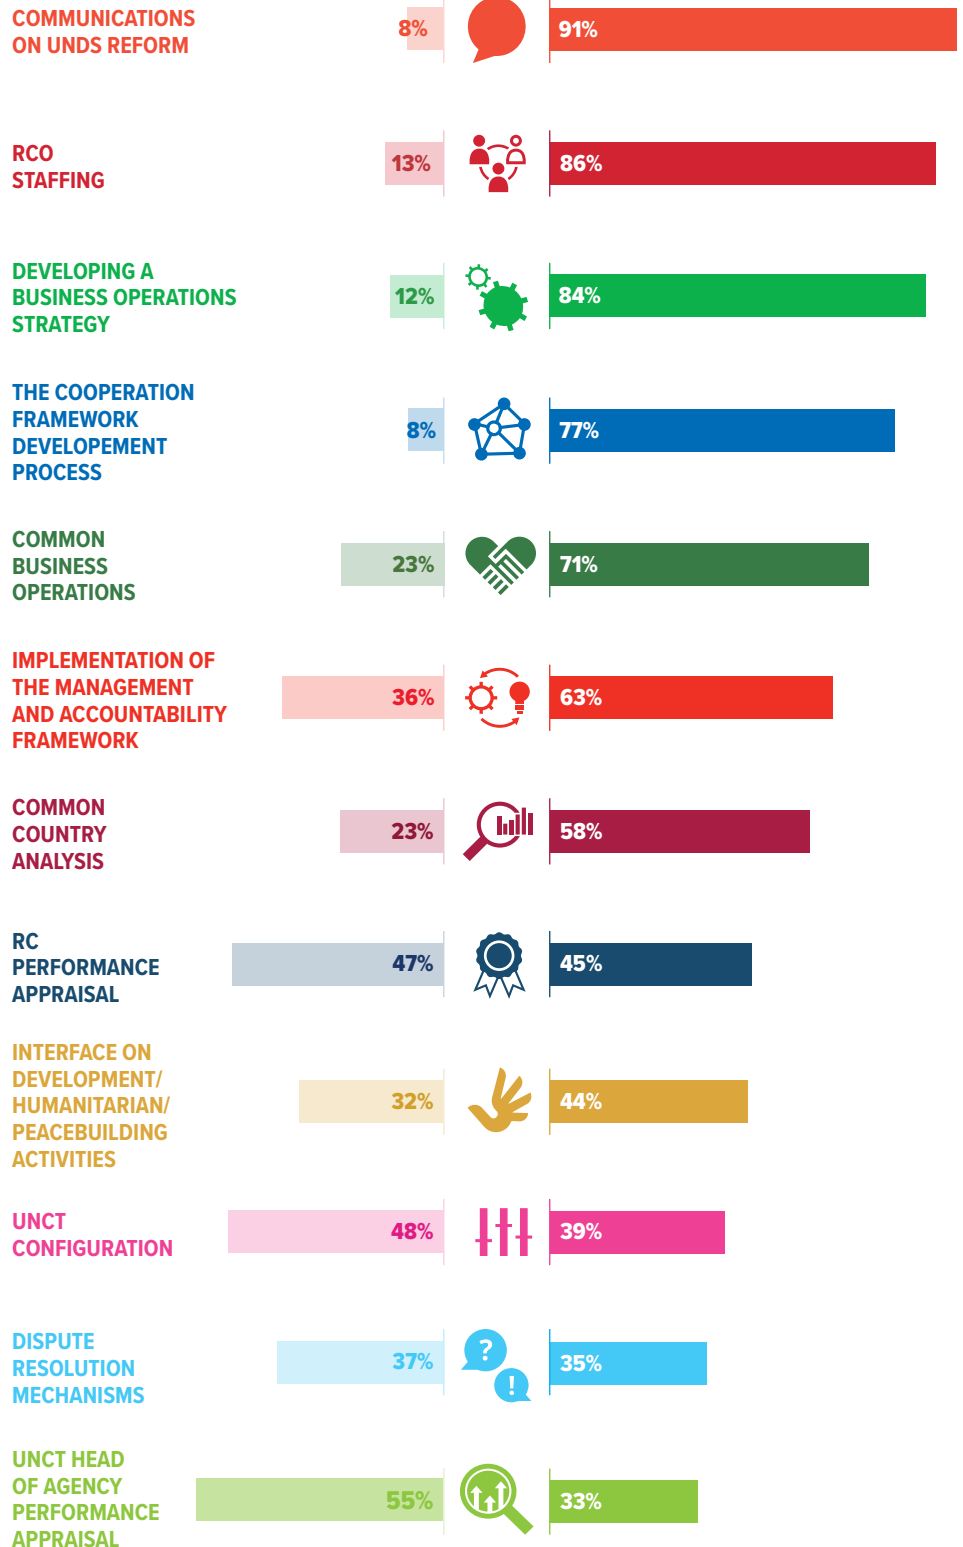 COMMUNICATIONS
ON UNDS REFORM
8%
91%
RCO
STAFFING
13%
86%
DEVELOPING A
BUSINESS OPERATIONS
STRATEGY
12%
84%
THE COOPERATION
FRAMEWORK
DEVELOPEMENT
PROCESS
8%
77%
COMMON
BUSINESS
OPERATIONS
23%
71%
IMPLEMENTATION OF
THE MANAGEMENT
AND ACCOUNTABILITY
FRAMEWORK
36%
63%
COMMON
COUNTRY
ANALYSIS
23%
58%
RC
PERFORMANCE
APPRAISAL
47%
45%
INTERFACE ON
DEVELOPMENT/
HUMANITARIAN/
PEACEBUILDING
ACTIVITIES
32%
44%
UNCT
CONFIGURATION
48%
39%
DISPUTE
RESOLUTION
MECHANISMS
37%
?
!
35%
UNCT HEAD
OF AGENCY
PERFORMANCE
APPRAISAL
55%
33%